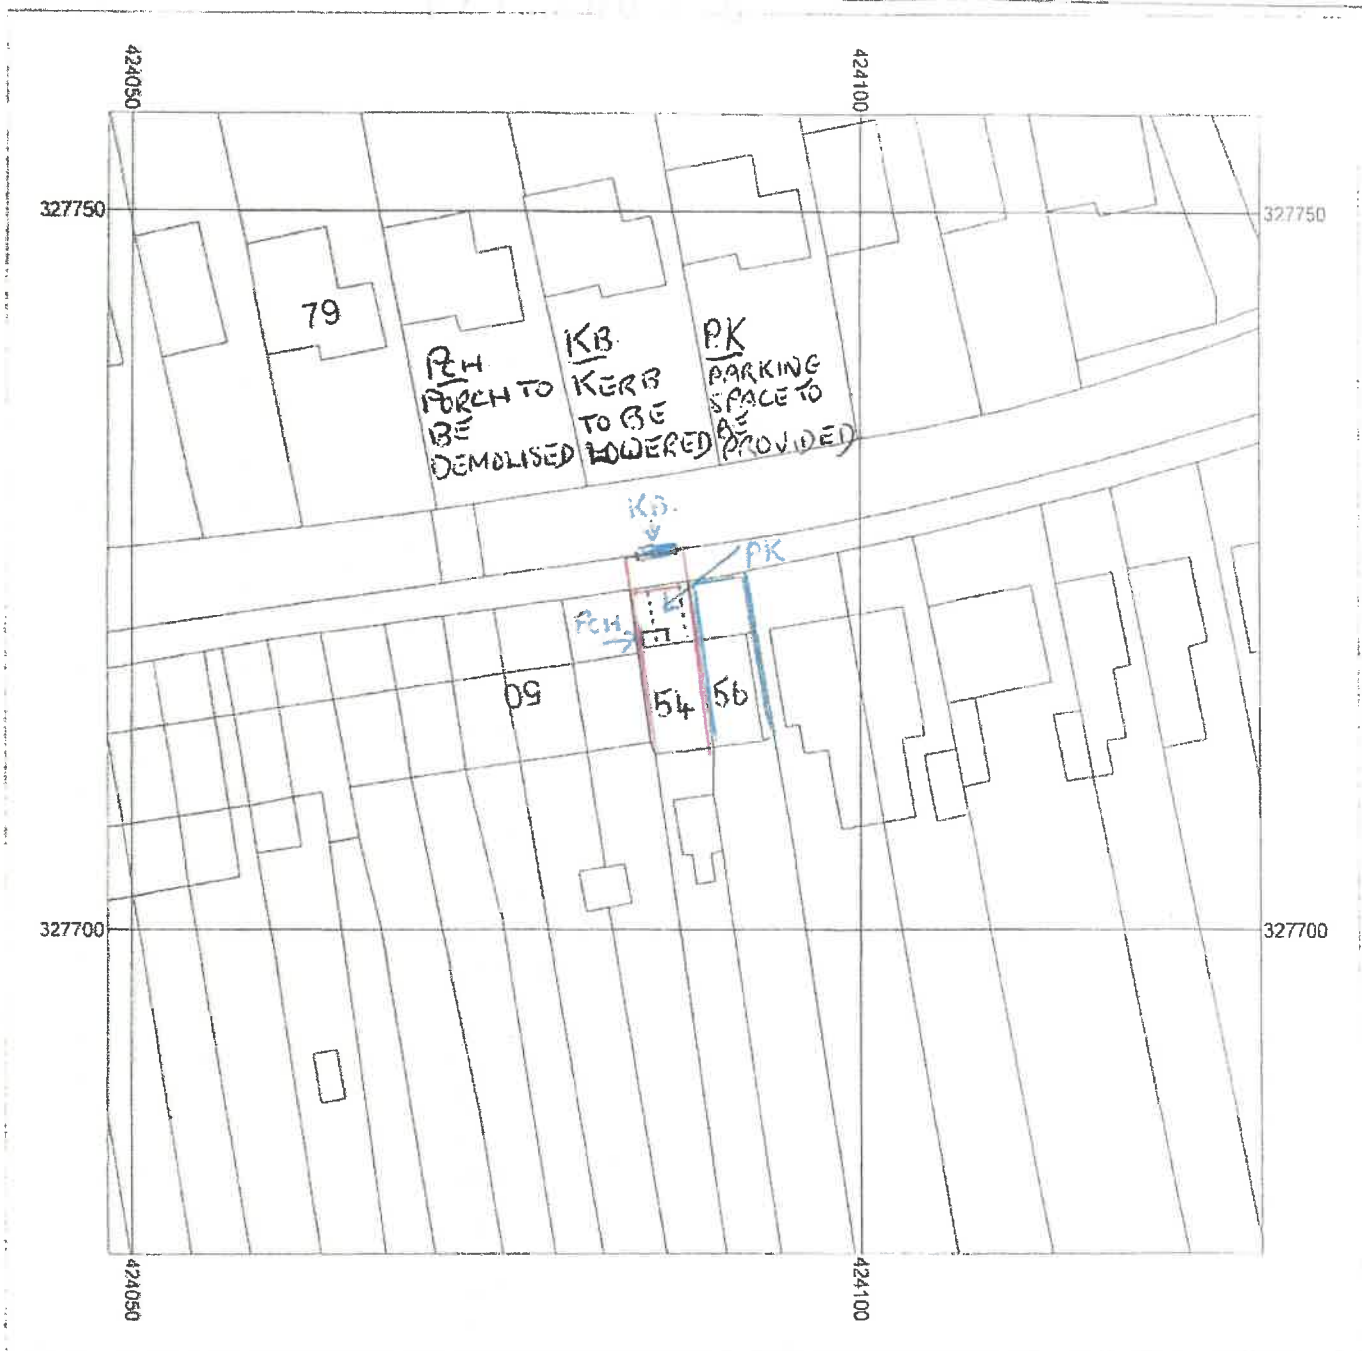 424050
424100
327750
327750
79
PCH
PORCH TO
BE
DEMOLISED
KB.
KERB
TO BE
LOWERED
PK
PARKING
SPACE TO
BE
PROVIDED
KB.
PK
PCH
50
54
56
327700
327700
424050
424100